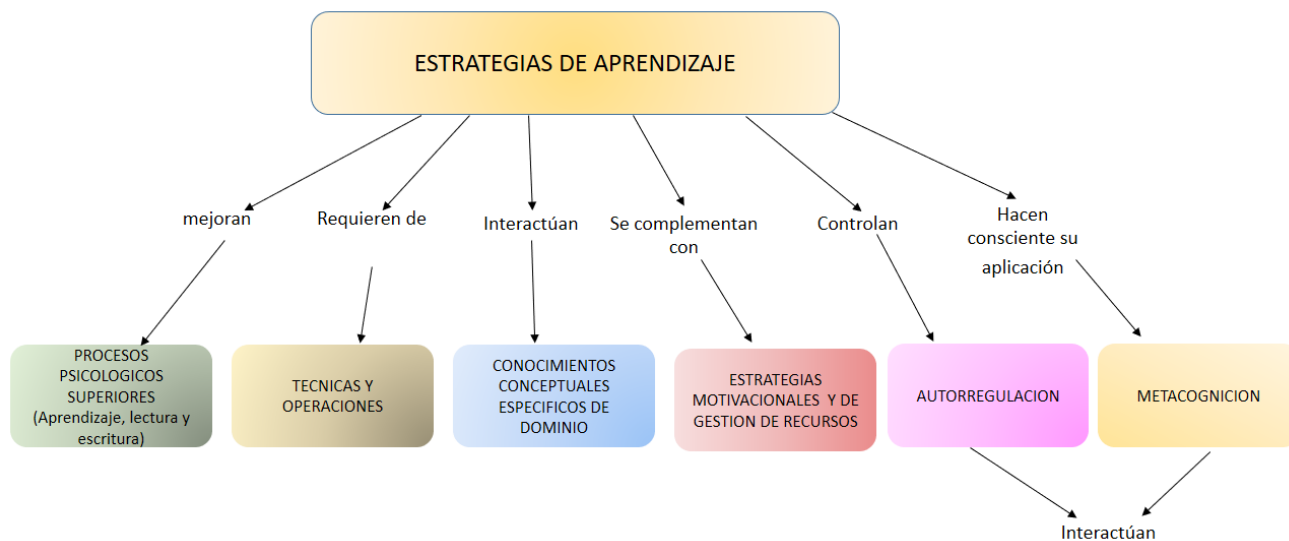 ESTRATEGIAS DE APRENDIZAJE
mejoran
Requieren de
Interactúan
Se complementan
con
Controlan
Hacen
consciente su
aplicación
PROCESOS
PSICOLOGICOS
SUPERIORES
(Aprendizaje, lectura y
escritura)
TECNICAS Y
OPERACIONES
CONOCIMIENTOS
CONCEPTUALES
ESPECIFICOS DE
DOMINIO
ESTRATEGIAS
MOTIVACIONALES Y DE
GESTION DE RECURSOS
AUTORREGULACION
METACOGNICION
Interactúan